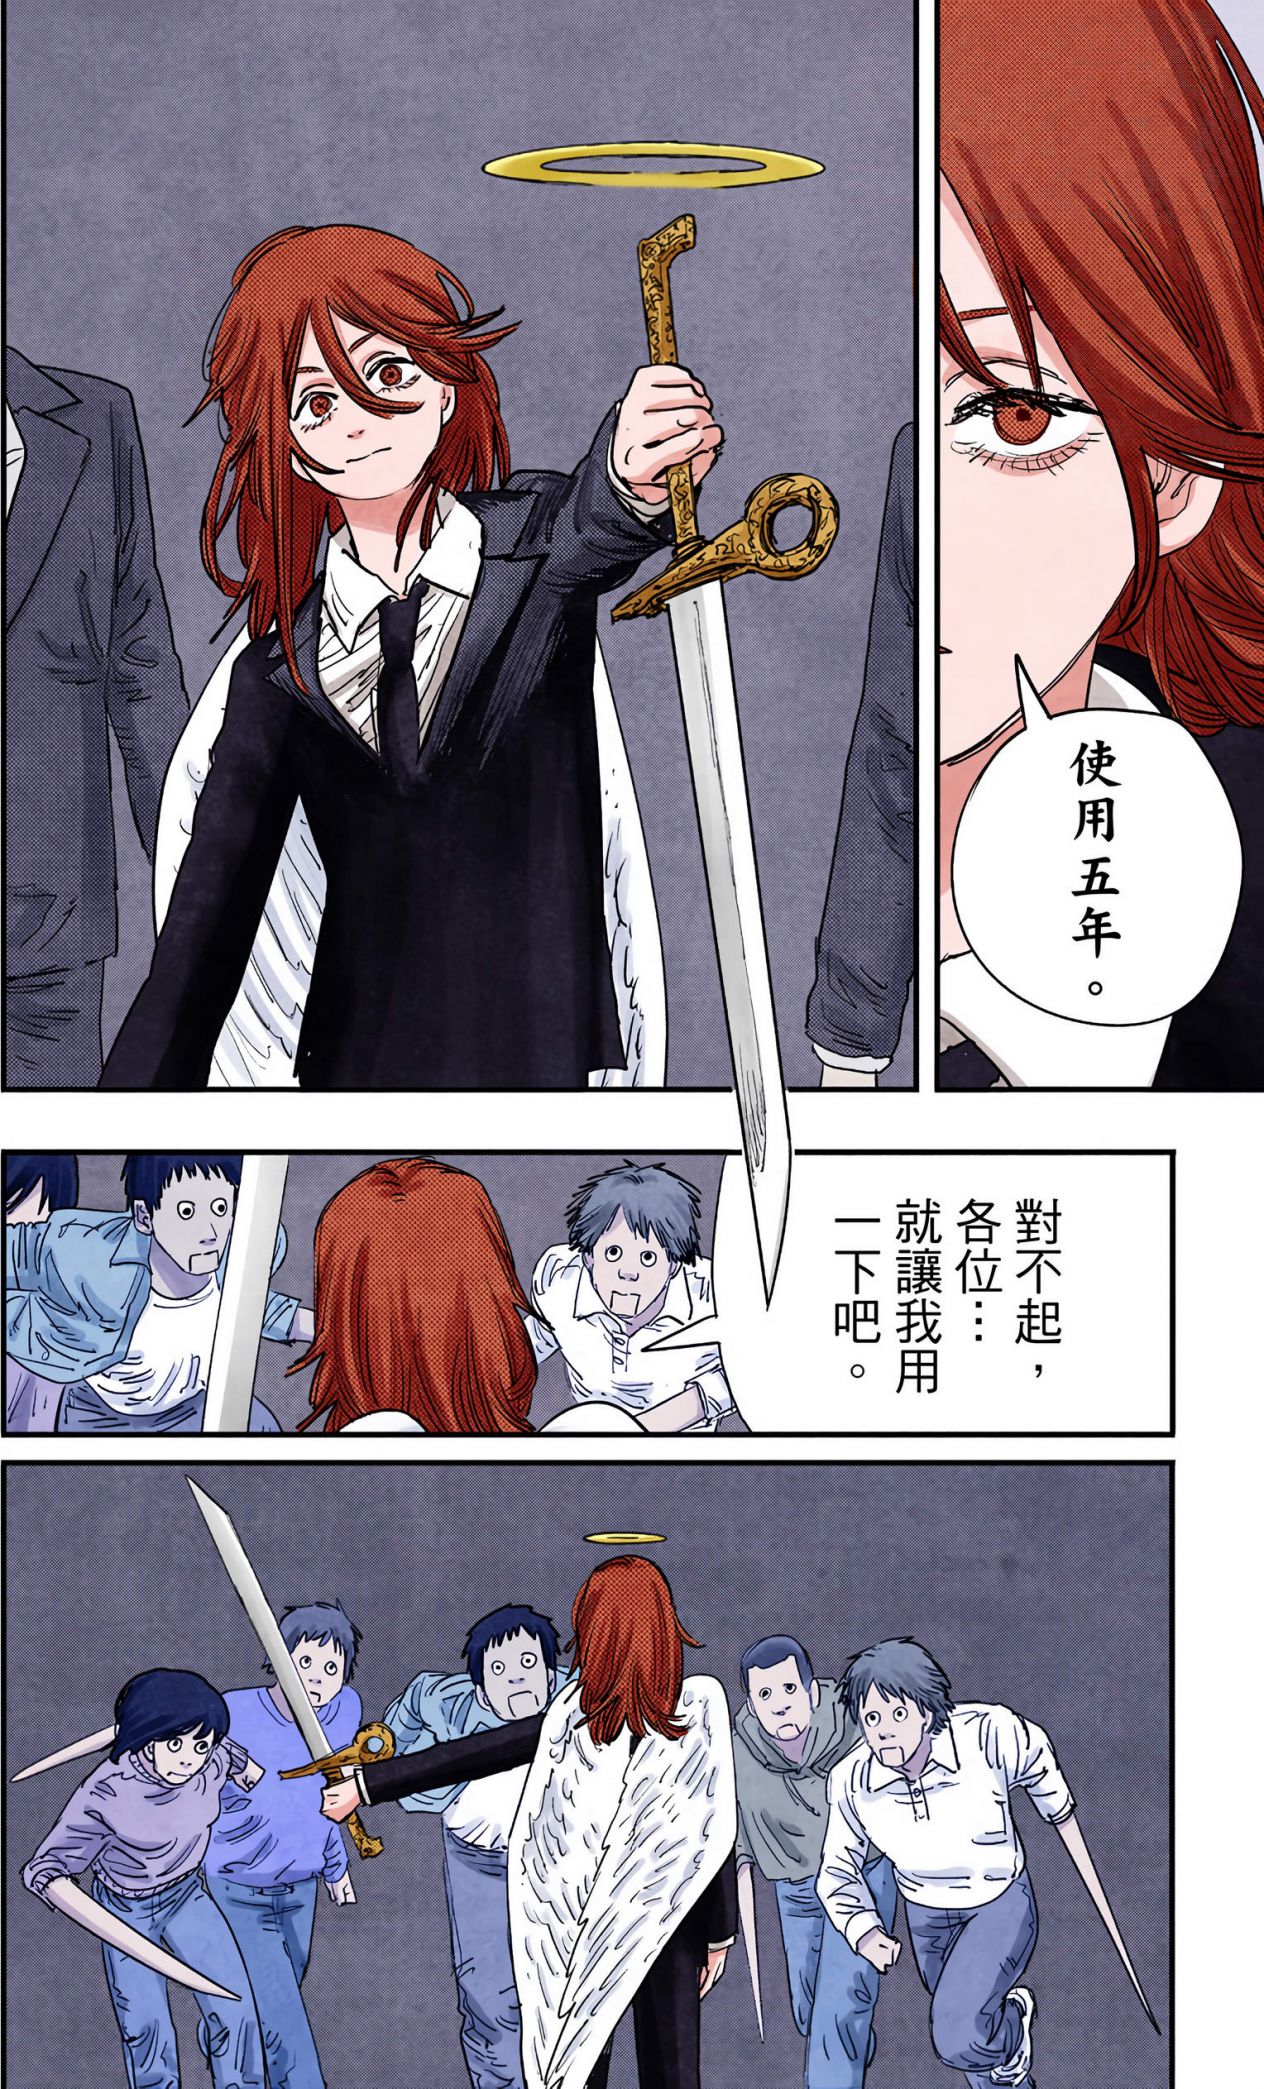 使用五年。
對不起，
各位…
就讓我用
一下吧。